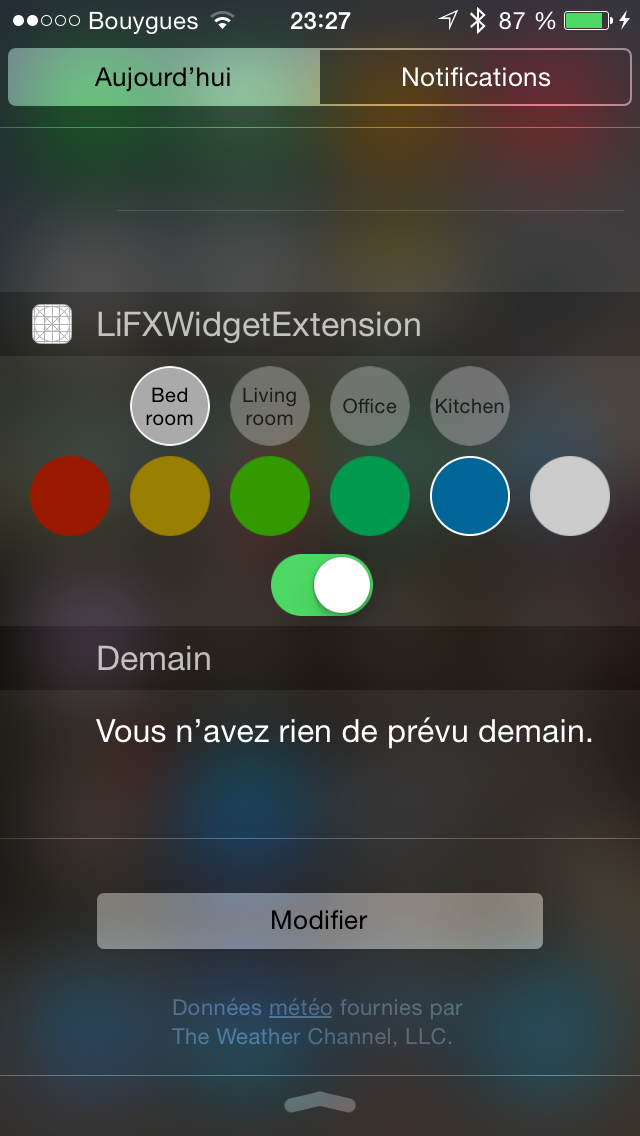 Bouygues 23:27 87 %
Aujourd’hui Notifications
LiFXWidgetExtension
Bed room Living room Office Kitchen
Demain
Vous n’avez rien de prévu demain.
Modifier
Données météo fournies par
The Weather Channel, LLC.